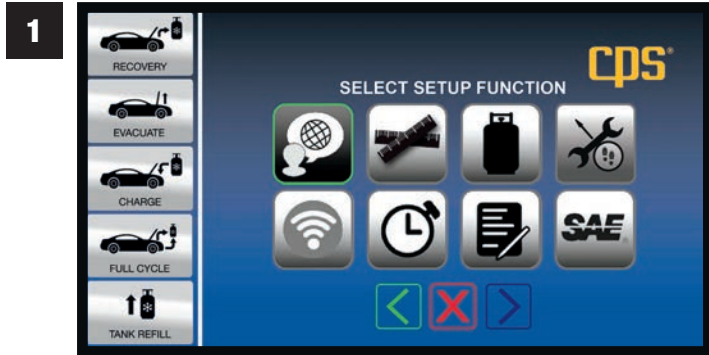 1
RECOVERY
EVACUATE
CHARGE
FULL CYCLE
TANK REFILL
cps®
SELECT SETUP FUNCTION
SAE®